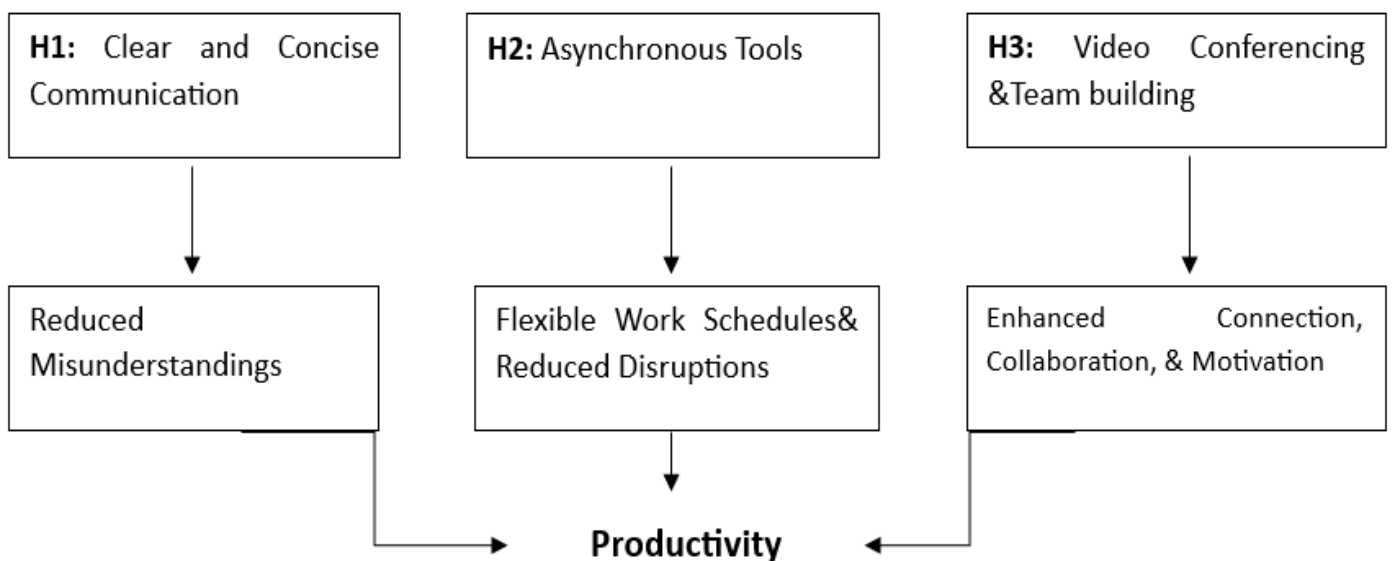 H1: Clear and Concise
Communication
H2: Asynchronous Tools
H3: Video Conferencing
&Team building
Reduced
Misunderstandings
Flexible Work Schedules&
Reduced Disruptions
Enhanced Connection,
Collaboration, & Motivation
Productivity